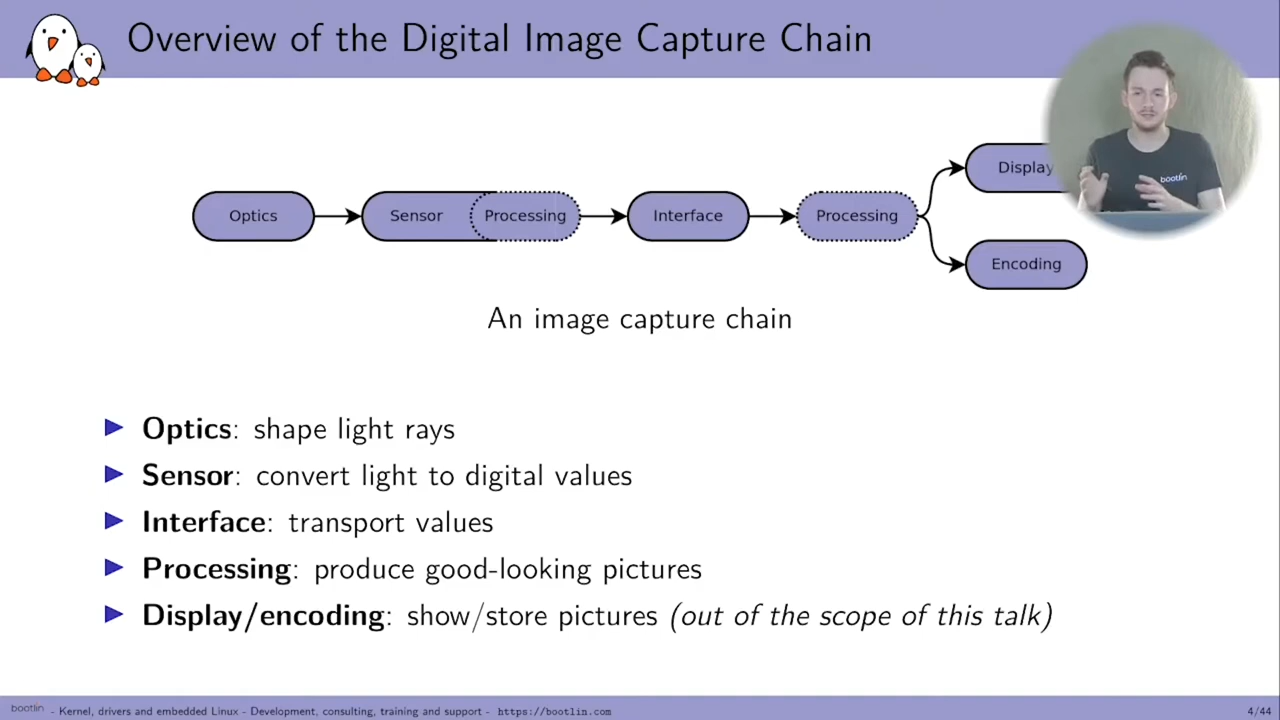 Overview of the Digital Image Capture Chain
Optics
Sensor
Processing
Interface
Processing
Display
Encoding
bootlin
An image capture chain
Optics: shape light rays
Sensor: convert light to digital values
Interface: transport values
Processing: produce good-looking pictures
Display/encoding: show/store pictures (out of the scope of this talk)
bootlin - Kernel, drivers and embedded Linux - Development, consulting, training and support - https://bootlin.com
4/44